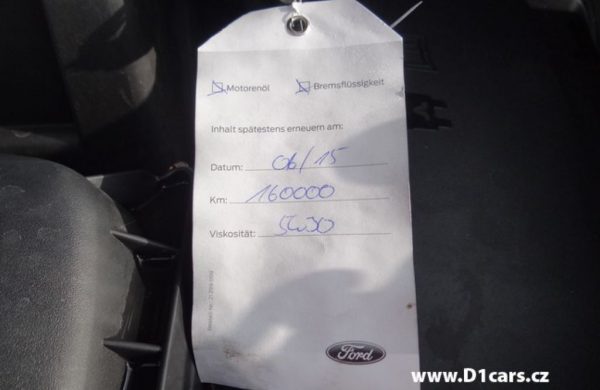 Motorenöl Bremsflüssigkeit
Inhalt spätestens erneuern am:
Datum: 06/15
Km: 160000
Viskosität: 5W30
Ford
www.D1cars.cz